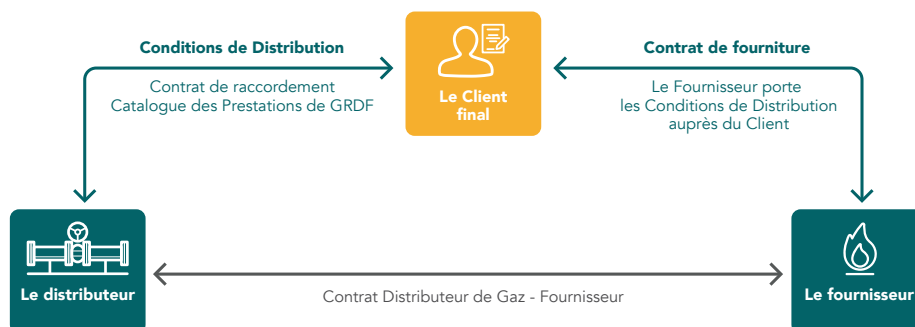 Conditions de Distribution
Contrat de raccordement
Catalogue des Prestations de GRDF
Le Client
final
Contrat de fourniture
Le Fournisseur porte
les Conditions de Distribution
auprès du Client
Le distributeur
Contrat Distributeur de Gaz - Fournisseur
Le fournisseur